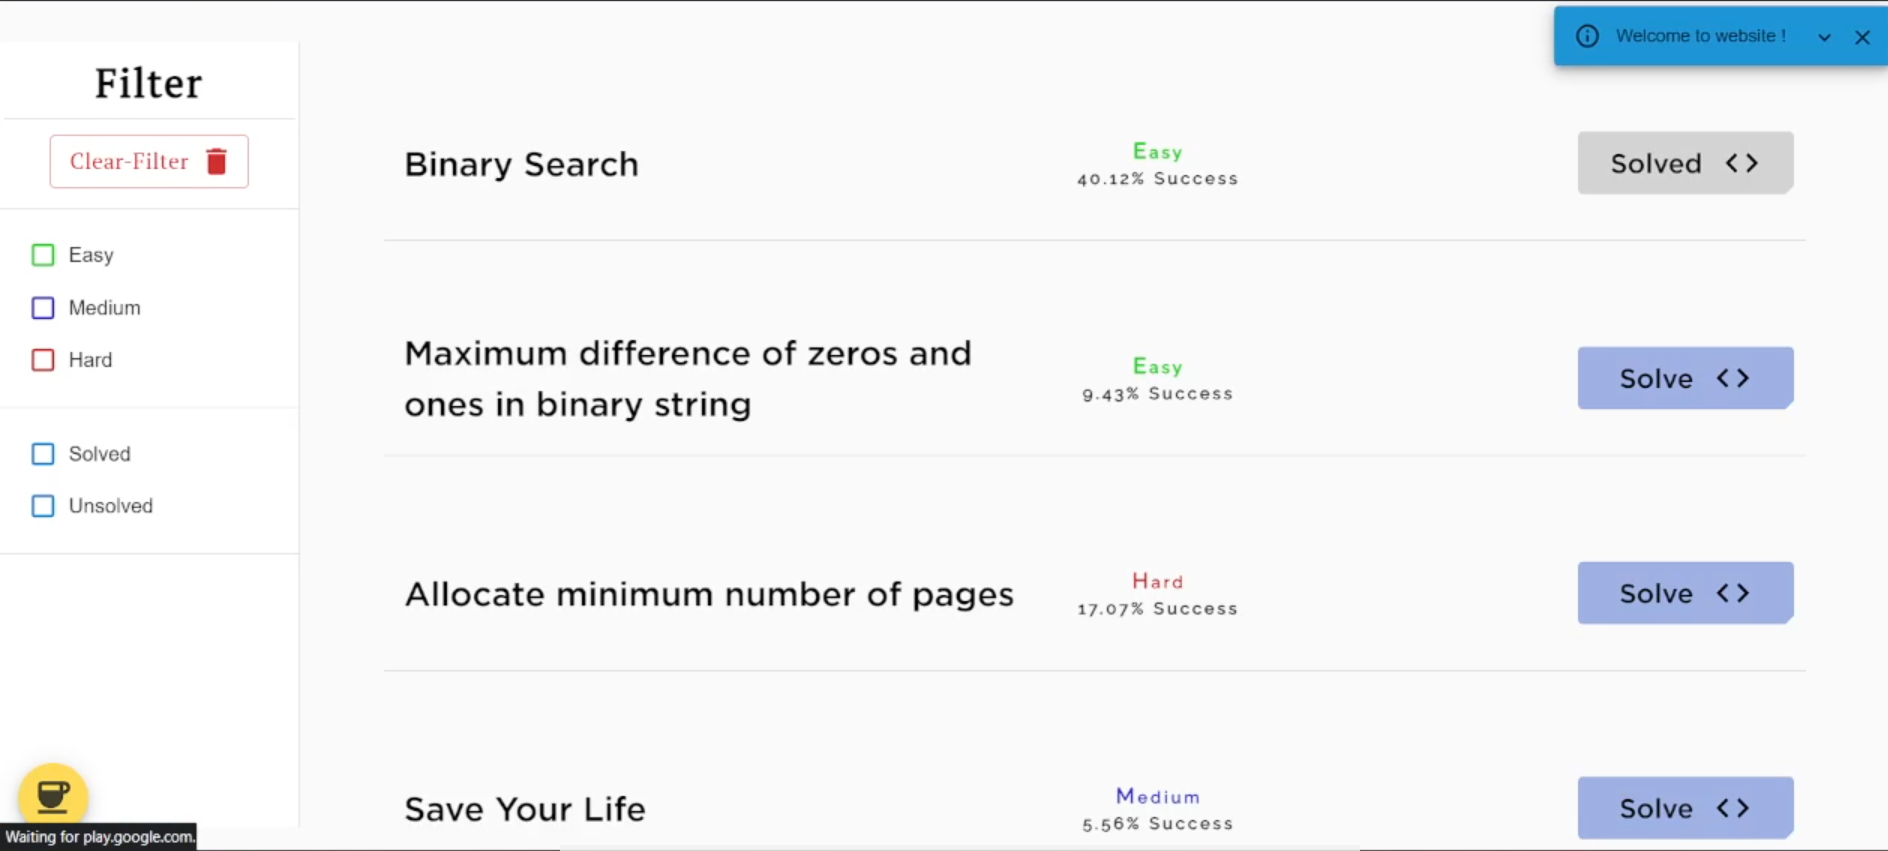 Welcome to website !
Filter
Clear-Filter
Easy
Medium
Hard
Solved
Unsolved
Binary Search
Easy
40.12% Success
Solved <>
Maximum difference of zeros and
ones in binary string
Easy
9.43% Success
Solve <>
Allocate minimum number of pages
Hard
17.07% Success
Solve <>
Save Your Life
Medium
5.56% Success
Solve <>
Waiting for play.google.com.